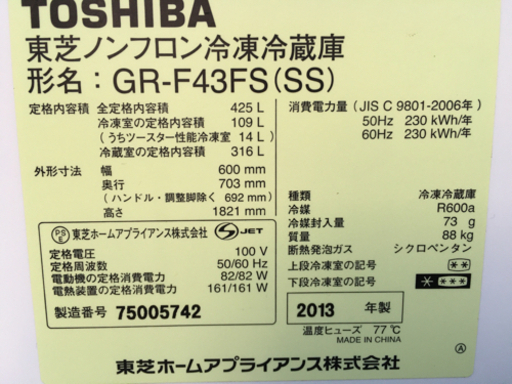 TOSHIBA
東芝ノンフロン冷凍冷蔵庫
形名：GR-F43FS(SS)
定格内容積 全定格内容積 425 L
冷凍室の定格内容積 109 L
(うちツースター性能冷凍室 14 L)
冷蔵室の定格内容積 316 L
外形寸法 幅 600 mm
奥行 703 mm
(ハンドル・調整脚除く 692 mm)
高さ 1821 mm
消費電力量 (JIS C 9801-2006年)
50Hz 230 kWh/年
60Hz 230 kWh/年
種類 冷凍冷蔵庫
冷媒 R600a
冷媒封入量 73 g
質量 88 kg
断熱発泡ガス シクロペンタン
上段冷凍室の記号 **
下段冷凍室の記号 * ***
PSE 東芝ホームアプライアンス株式会社 S JET
定格電圧 100 V
定格周波数 50/60 Hz
電動機の定格消費電力 82/82 W
電熱装置の定格消費電力 161/161 W
製造番号 75005742
2013 年製
温度ヒューズ 77℃
MADE IN CHINA
東芝ホームアプライアンス株式会社 Ⓐ